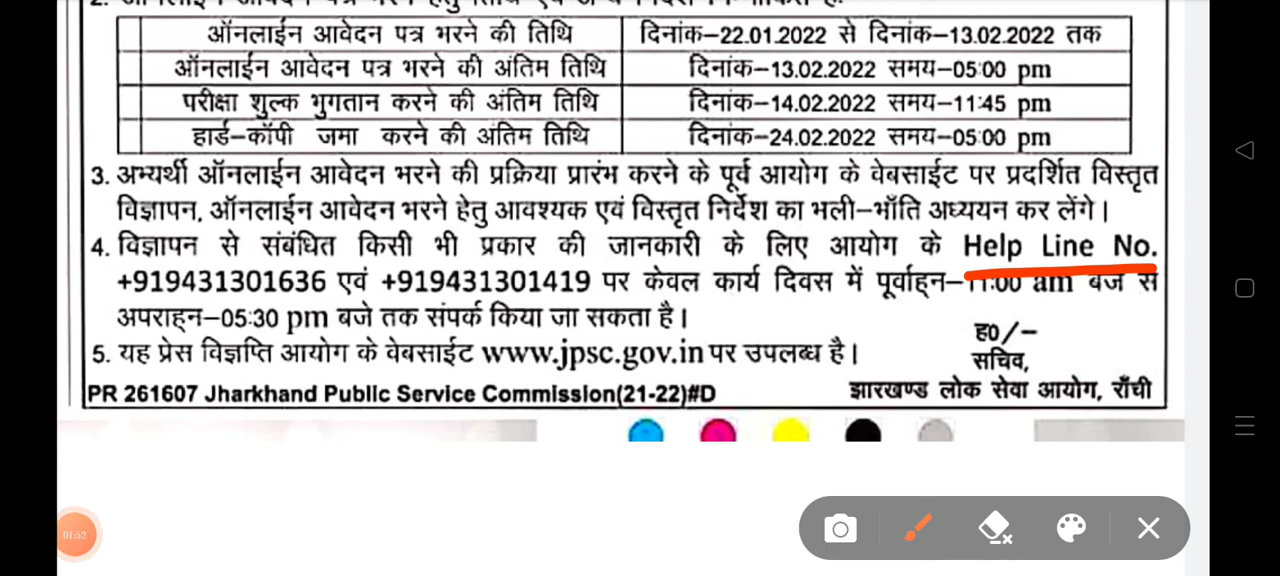 ऑनलाईन आवेदन पत्र भरने की तिथि दिनांक–22.01.2022 से दिनांक–13.02.2022 तक
ऑनलाईन आवेदन पत्र भरने की अंतिम तिथि दिनांक–13.02.2022 समय–05:00 pm
परीक्षा शुल्क भुगतान करने की अंतिम तिथि दिनांक–14.02.2022 समय–11:45 pm
हार्ड–कॉपी जमा करने की अंतिम तिथि दिनांक–24.02.2022 समय–05:00 pm
3. अभ्यर्थी ऑनलाईन आवेदन भरने की प्रक्रिया प्रारंभ करने के पूर्व आयोग के वेबसाईट पर प्रदर्शित विस्तृत
विज्ञापन, ऑनलाईन आवेदन भरने हेतु आवश्यक एवं विस्तृत निर्देश का भली–भाँति अध्ययन कर लेंगे।
4. विज्ञापन से संबंधित किसी भी प्रकार की जानकारी के लिए आयोग के Help Line No.
+919431301636 एवं +919431301419 पर केवल कार्य दिवस में पूर्वाहन–11:00 am बजे से
अपराहन–05:30 pm बजे तक संपर्क किया जा सकता है।
5. यह प्रेस विज्ञप्ति आयोग के वेबसाईट www.jpsc.gov.in पर उपलब्ध है।
ह0/–
सचिव,
PR 261607 Jharkhand Public Service Commission(21-22)#D झारखण्ड लोक सेवा आयोग, राँची
01:52